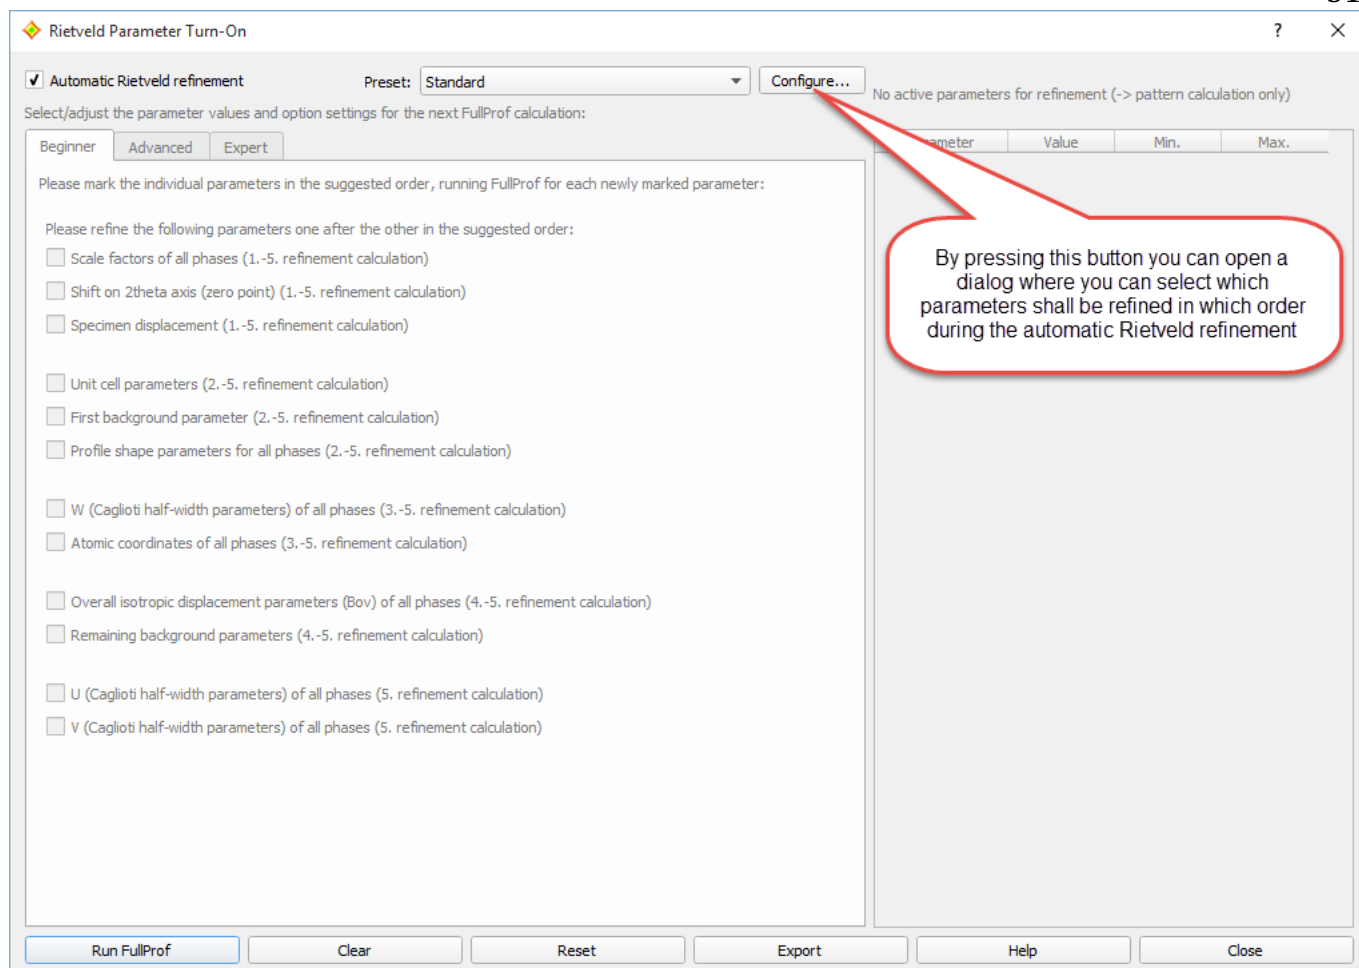 Rietveld Parameter Turn-On
?
Automatic Rietveld refinement
Preset: Standard
Configure...
No active parameters for refinement (-> pattern calculation only)
Select/adjust the parameter values and option settings for the next FullProf calculation:
Beginner Advanced Expert
Value Min. Max.
Please mark the individual parameters in the suggested order, running FullProf for each newly marked parameter:
Please refine the following parameters one after the other in the suggested order:
Scale factors of all phases (1.-5. refinement calculation)
Shift on 2theta axis (zero point) (1.-5. refinement calculation)
Specimen displacement (1.-5. refinement calculation)
By pressing this button you can open a
dialog where you can select which
parameters shall be refined in which order
during the automatic Rietveld refinement
Unit cell parameters (2.-5. refinement calculation)
First background parameter (2.-5. refinement calculation)
Profile shape parameters for all phases (2.-5. refinement calculation)
W (Caglioti half-width parameters) of all phases (3.-5. refinement calculation)
Atomic coordinates of all phases (3.-5. refinement calculation)
Overall isotropic displacement parameters (Bov) of all phases (4.-5. refinement calculation)
Remaining background parameters (4.-5. refinement calculation)
U (Caglioti half-width parameters) of all phases (5. refinement calculation)
V (Caglioti half-width parameters) of all phases (5. refinement calculation)
Run FullProf Clear Reset Export Help Close